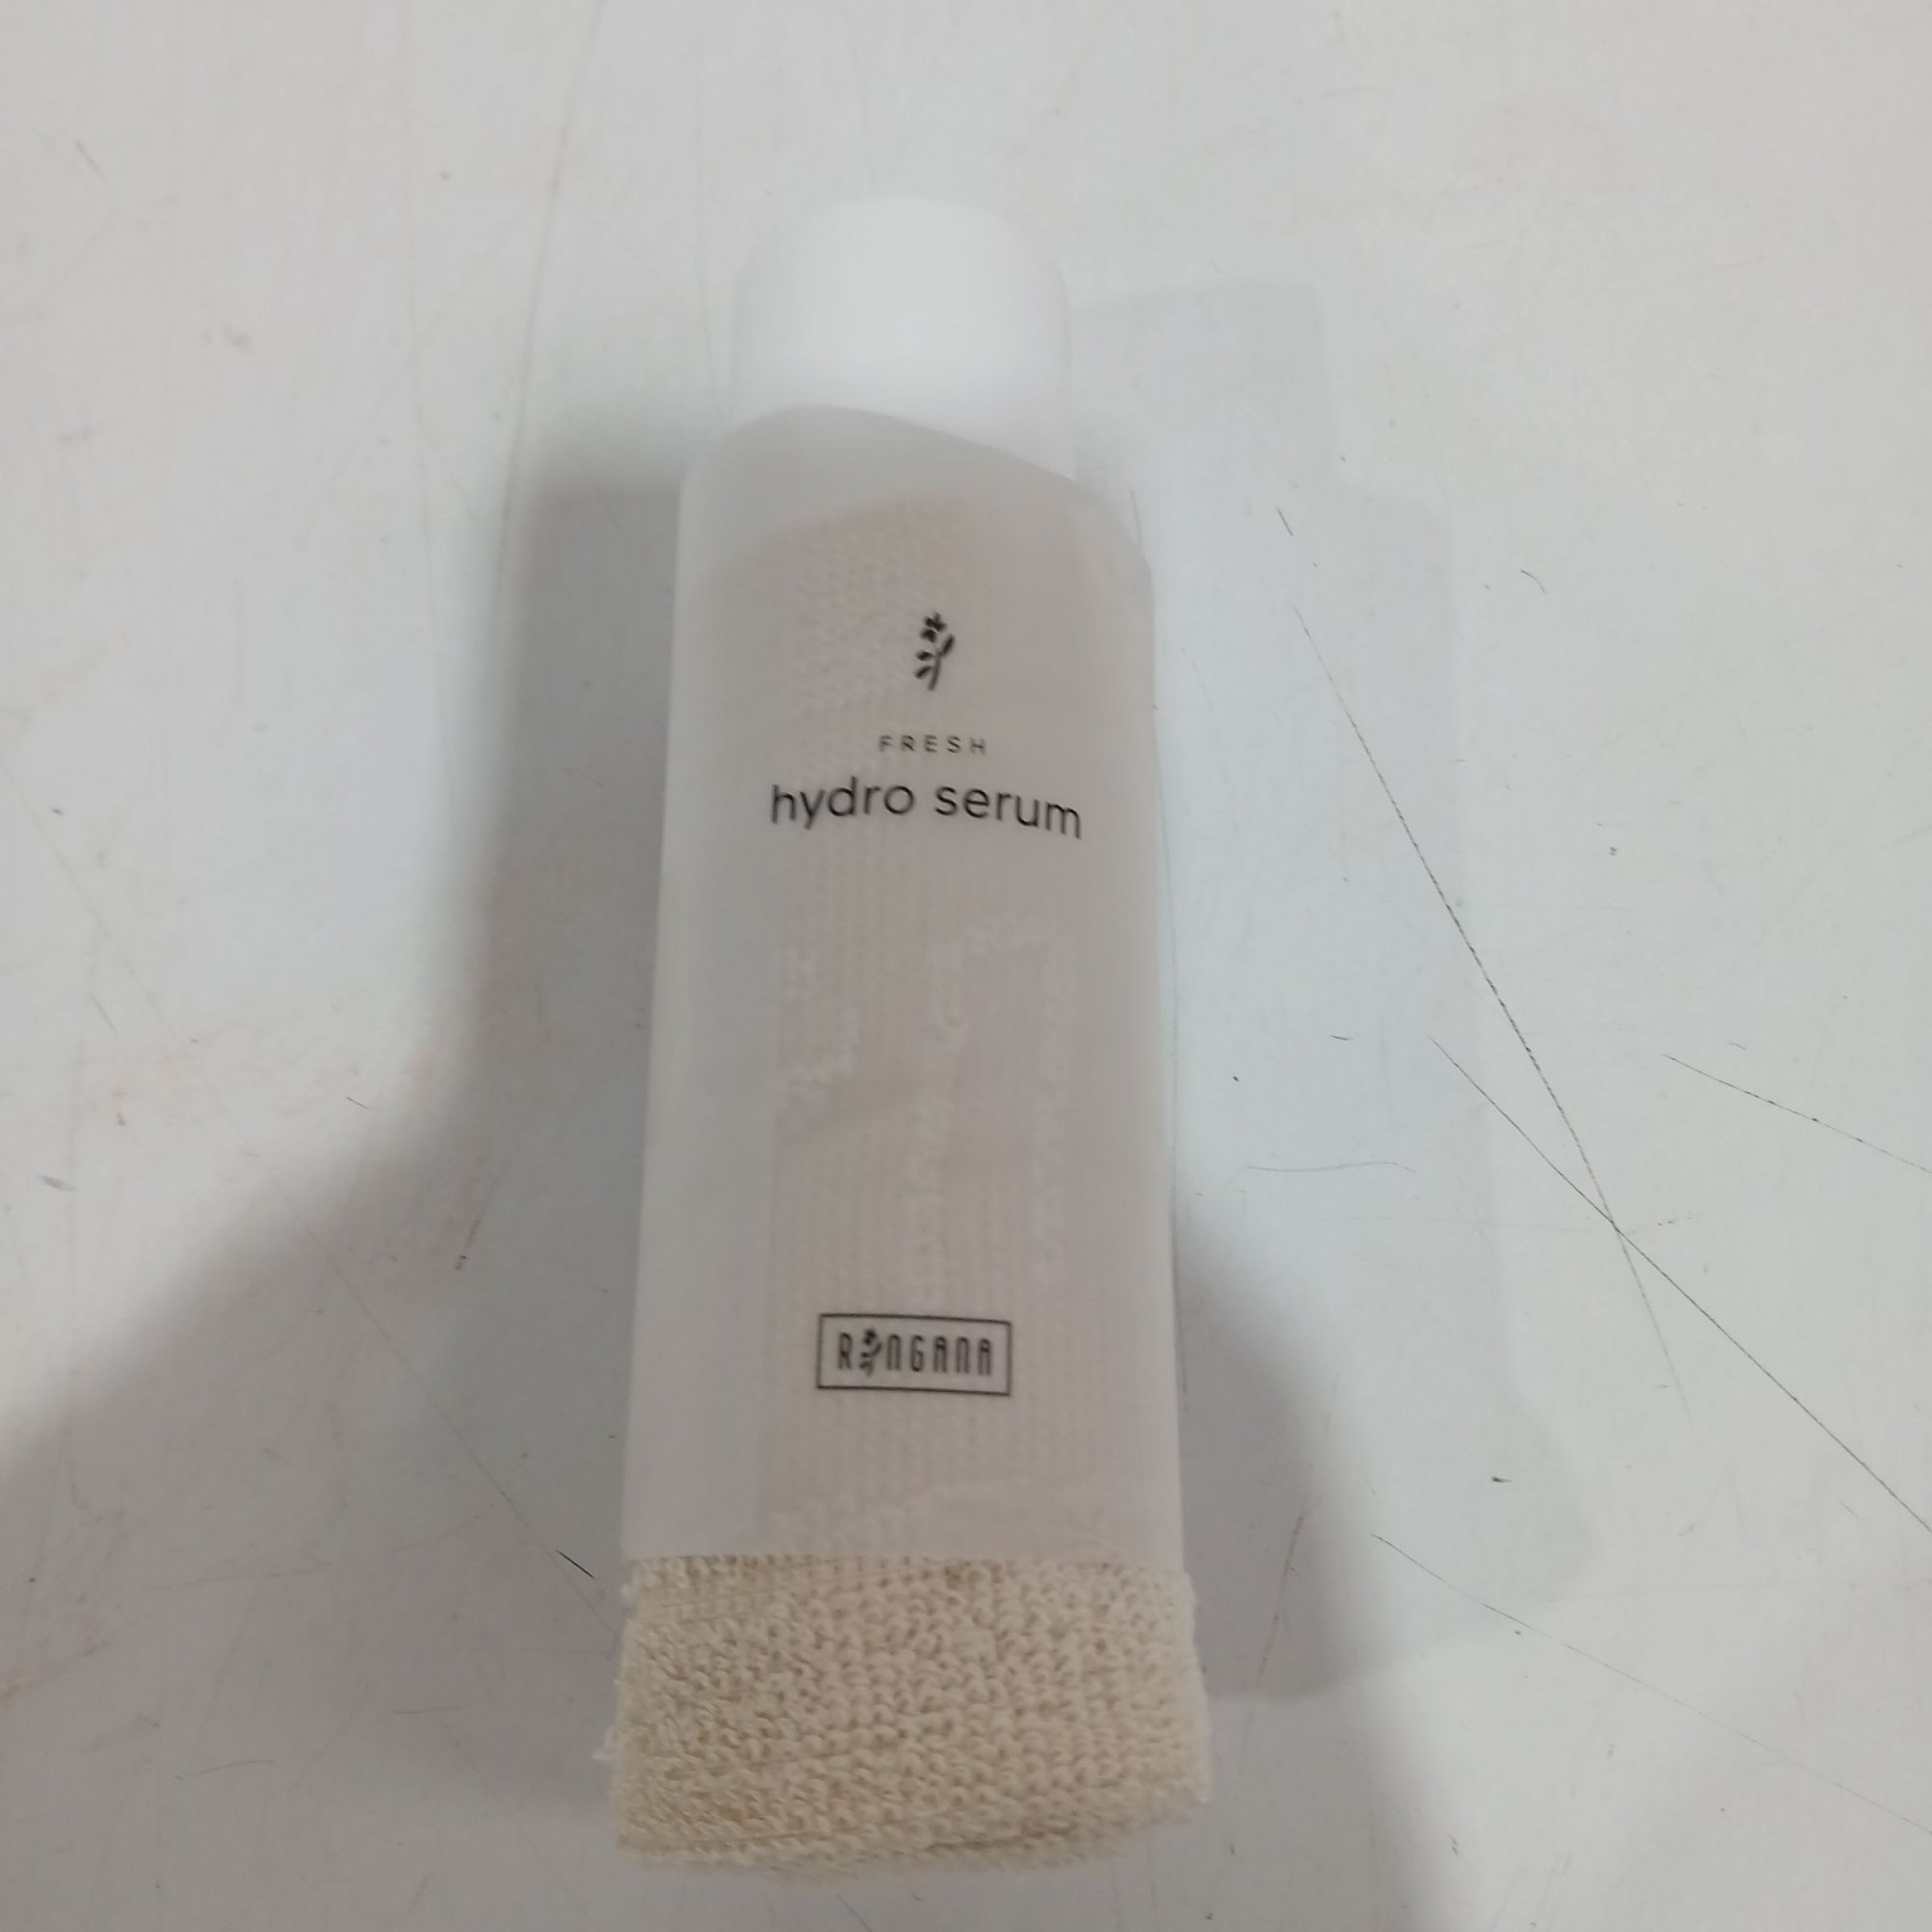 FRESH
hydro serum
RINGANA